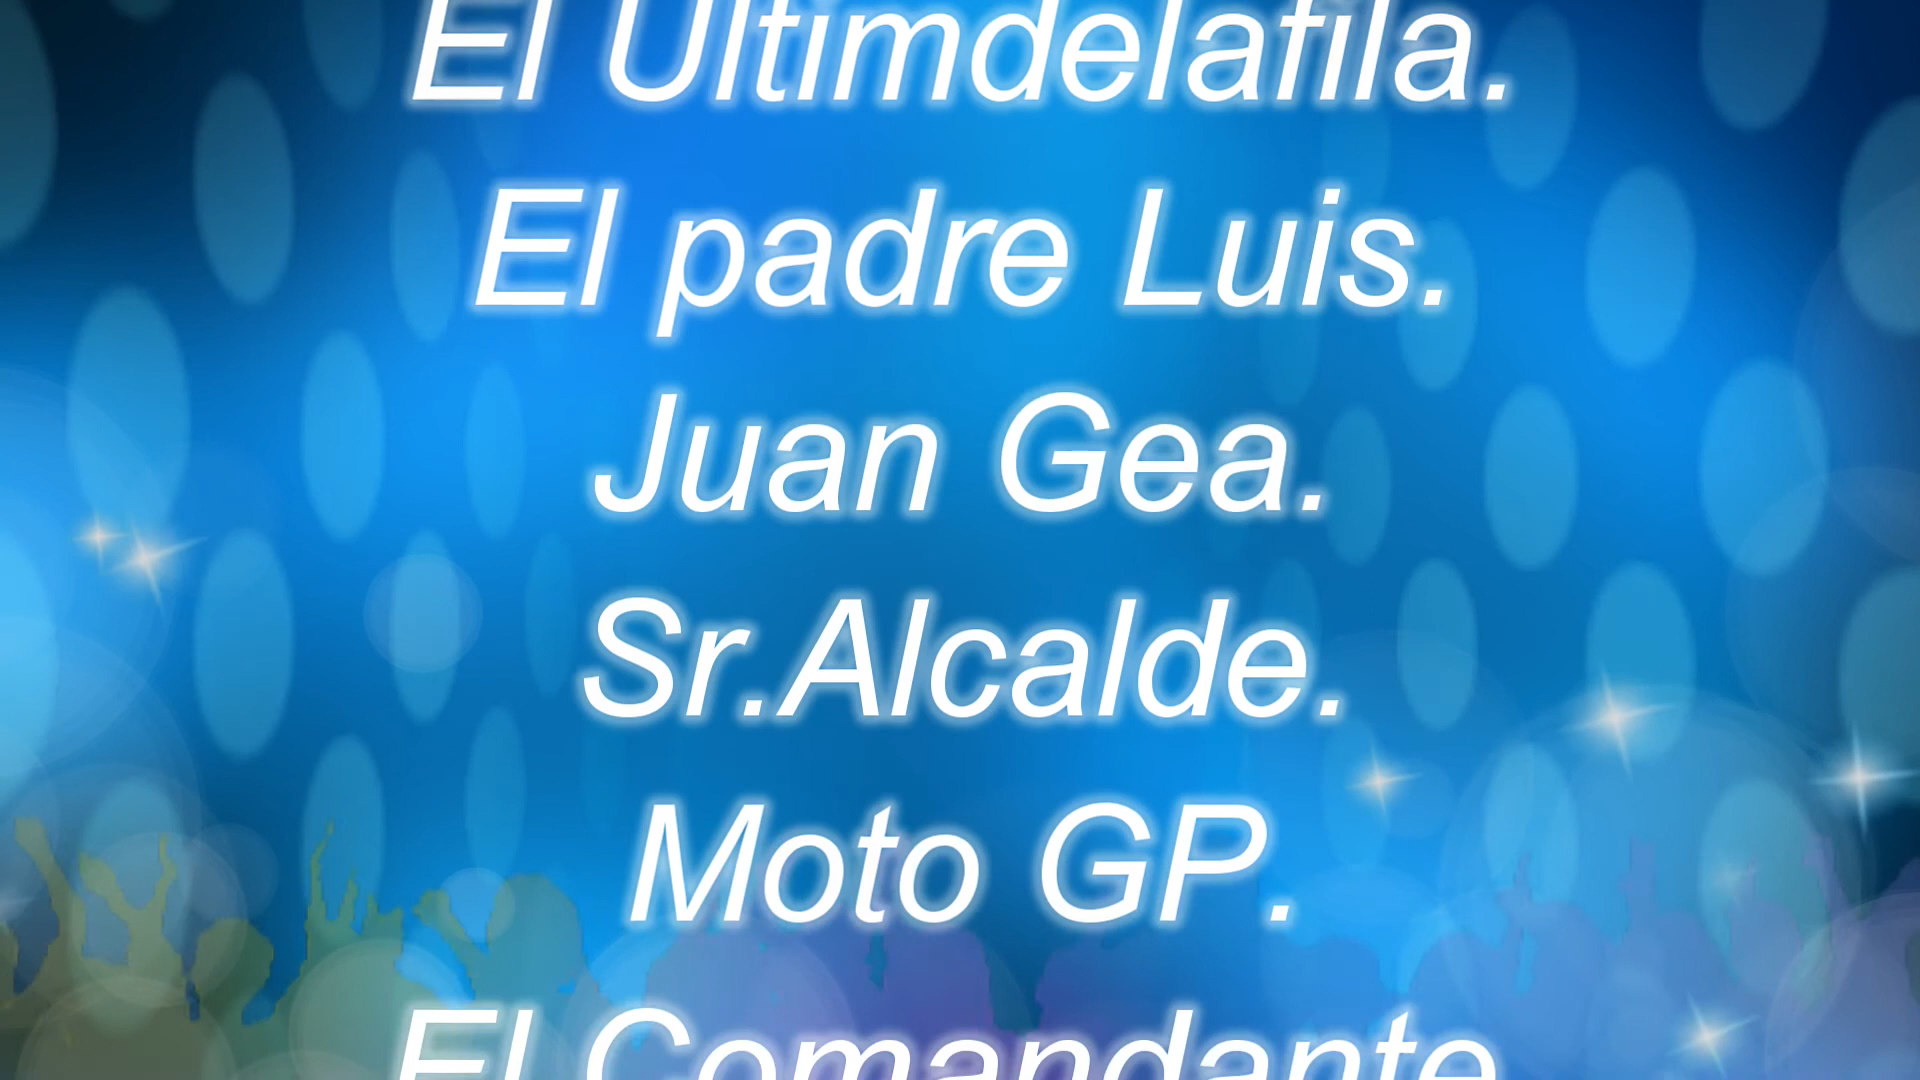 El Ultimdelafila.
El padre Luis.
Juan Gea.
Sr.Alcalde.
Moto GP.
El Comandante